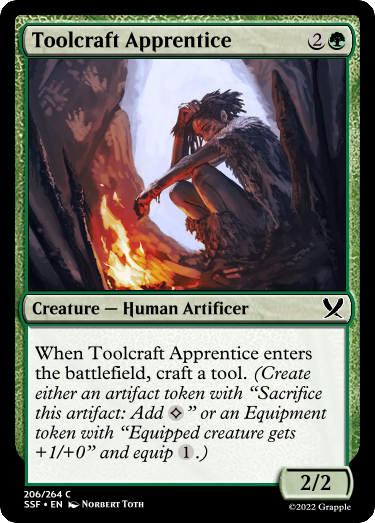 Toolcraft Apprentice 2
Creature — Human Artificer
When Toolcraft Apprentice enters
the battlefield, craft a tool. (Create
either an artifact token with “Sacrifice
this artifact: Add ” or an Equipment
token with “Equipped creature gets
+1/+0” and equip 1.)
2/2
206/264 C
SSF • EN Norbert Toth
©2022 Grapple